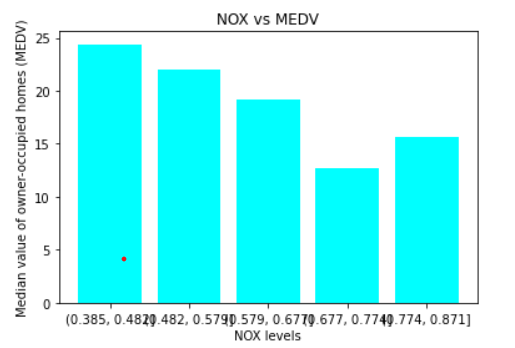 NOX vs MEDV
Median value of owner-occupied homes (MEDV)
25
20
15
10
5
0
(0.385, 0.482] (0.482, 0.579] (0.579, 0.677] (0.677, 0.774] (0.774, 0.871]
NOX levels